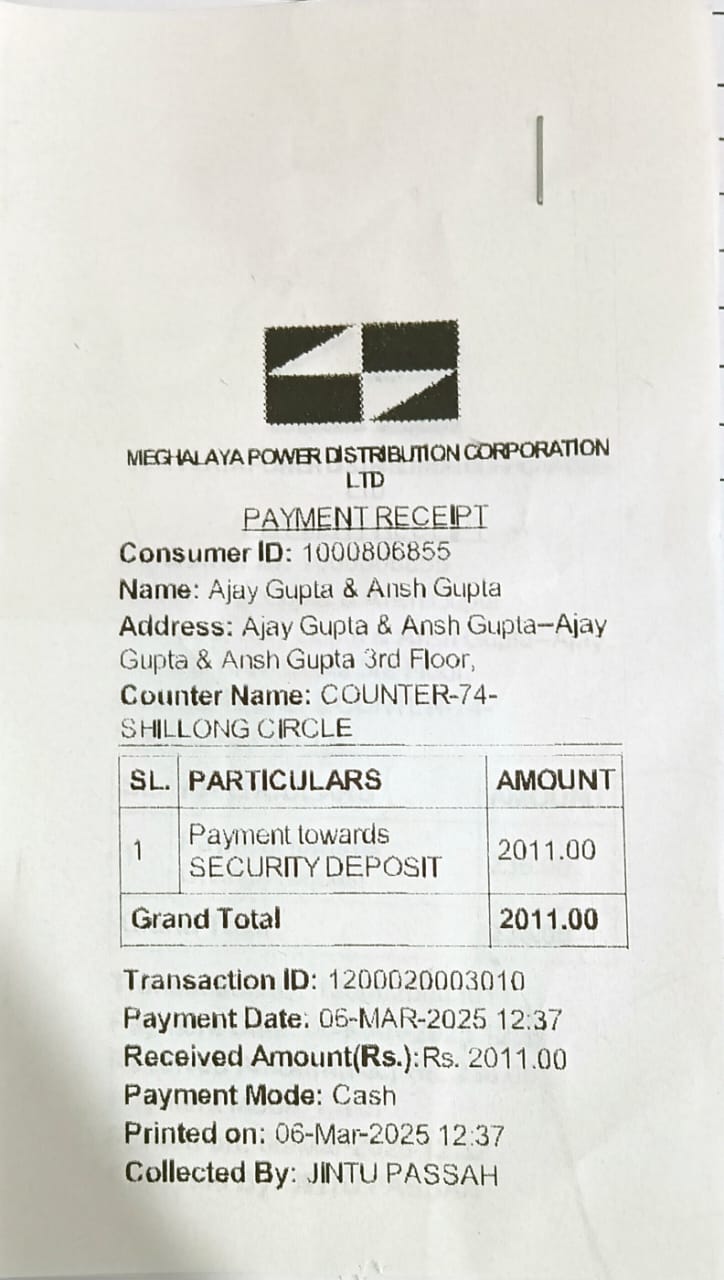 MEGHALAYA POWER DISTRIBUTION CORPORATION
LTD
PAYMENT RECEIPT
Consumer ID: 1000806855
Name: Ajay Gupta & Ansh Gupta
Address: Ajay Gupta & Ansh Gupta-Ajay
Gupta & Ansh Gupta 3rd Floor,
Counter Name: COUNTER-74-
SHILLONG CIRCLE
SL. PARTICULARS AMOUNT
1 Payment towards SECURITY DEPOSIT 2011.00
Grand Total 2011.00
Transaction ID: 1200020003010
Payment Date: 06-MAR-2025 12:37
Received Amount(Rs.):Rs. 2011.00
Payment Mode: Cash
Printed on: 06-Mar-2025 12:37
Collected By: JINTU PASSAH